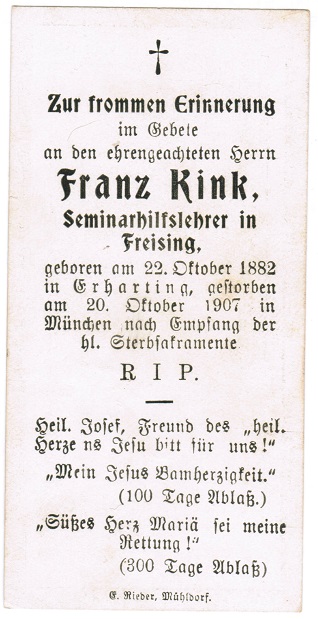 Zur frommen Erinnerung
im Gebete
an den ehrengeachteten Herrn
Franz Kink,
Seminarhilfslehrer in
Freising,
geboren am 22. Oktober 1882
in Erharting, gestorben
am 20. Oktober 1907 in
München nach Empfang der
hl. Sterbsakramente
R I P.
Heil. Josef, Freund des „heil.
Herze ns Jesu bitt für uns!"
„Mein Jesus Bamherzigkeit."
(100 Tage Ablaß.)
„Süßes Herz Mariä sei meine
Rettung!"
(300 Tage Ablaß)
E. Rieder, Mühldorf.